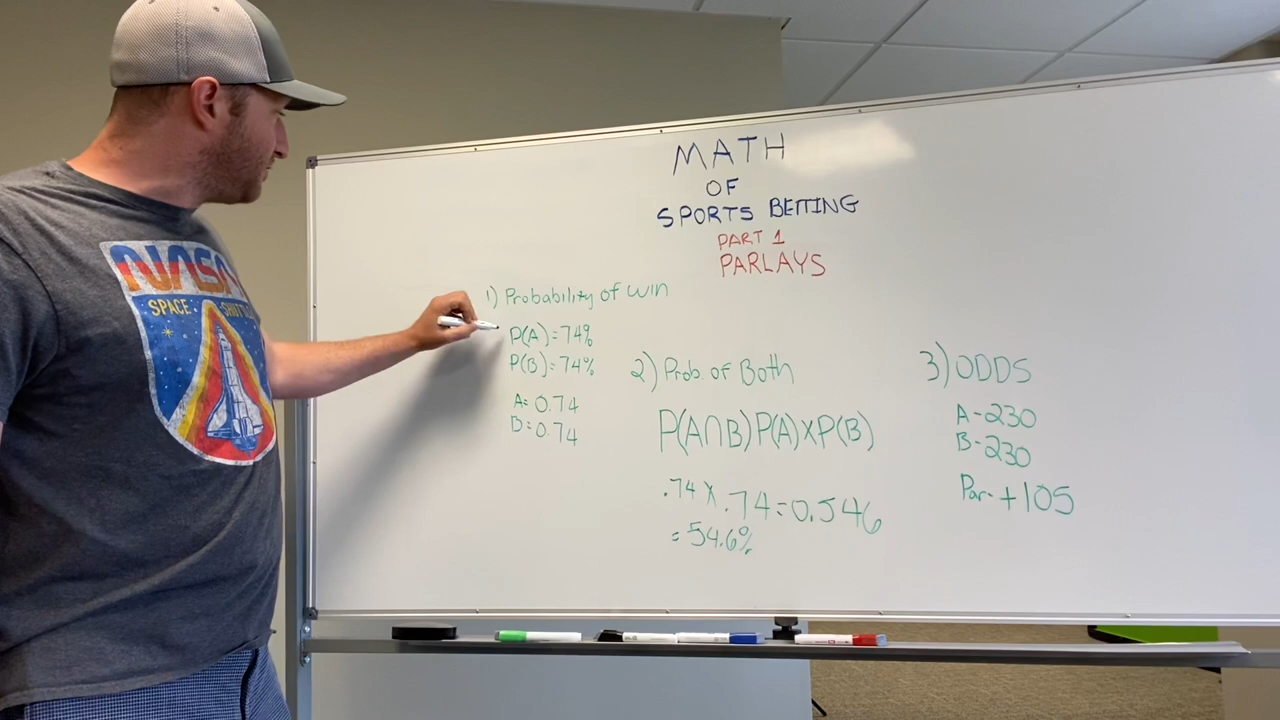 MATH
OF
SPORTS BETTING
PART 1
PARLAYS
1) Probability of win
P(A)=74%
P(B)=74%
A=0.74
B=0.74
2) Prob. of Both
P(A∩B)P(A)XP(B)
.74 X .74=0.546
=54.6%
3) ODDS
A-230
B-230
Par-+105
NASA
SPACE SHUTTLE